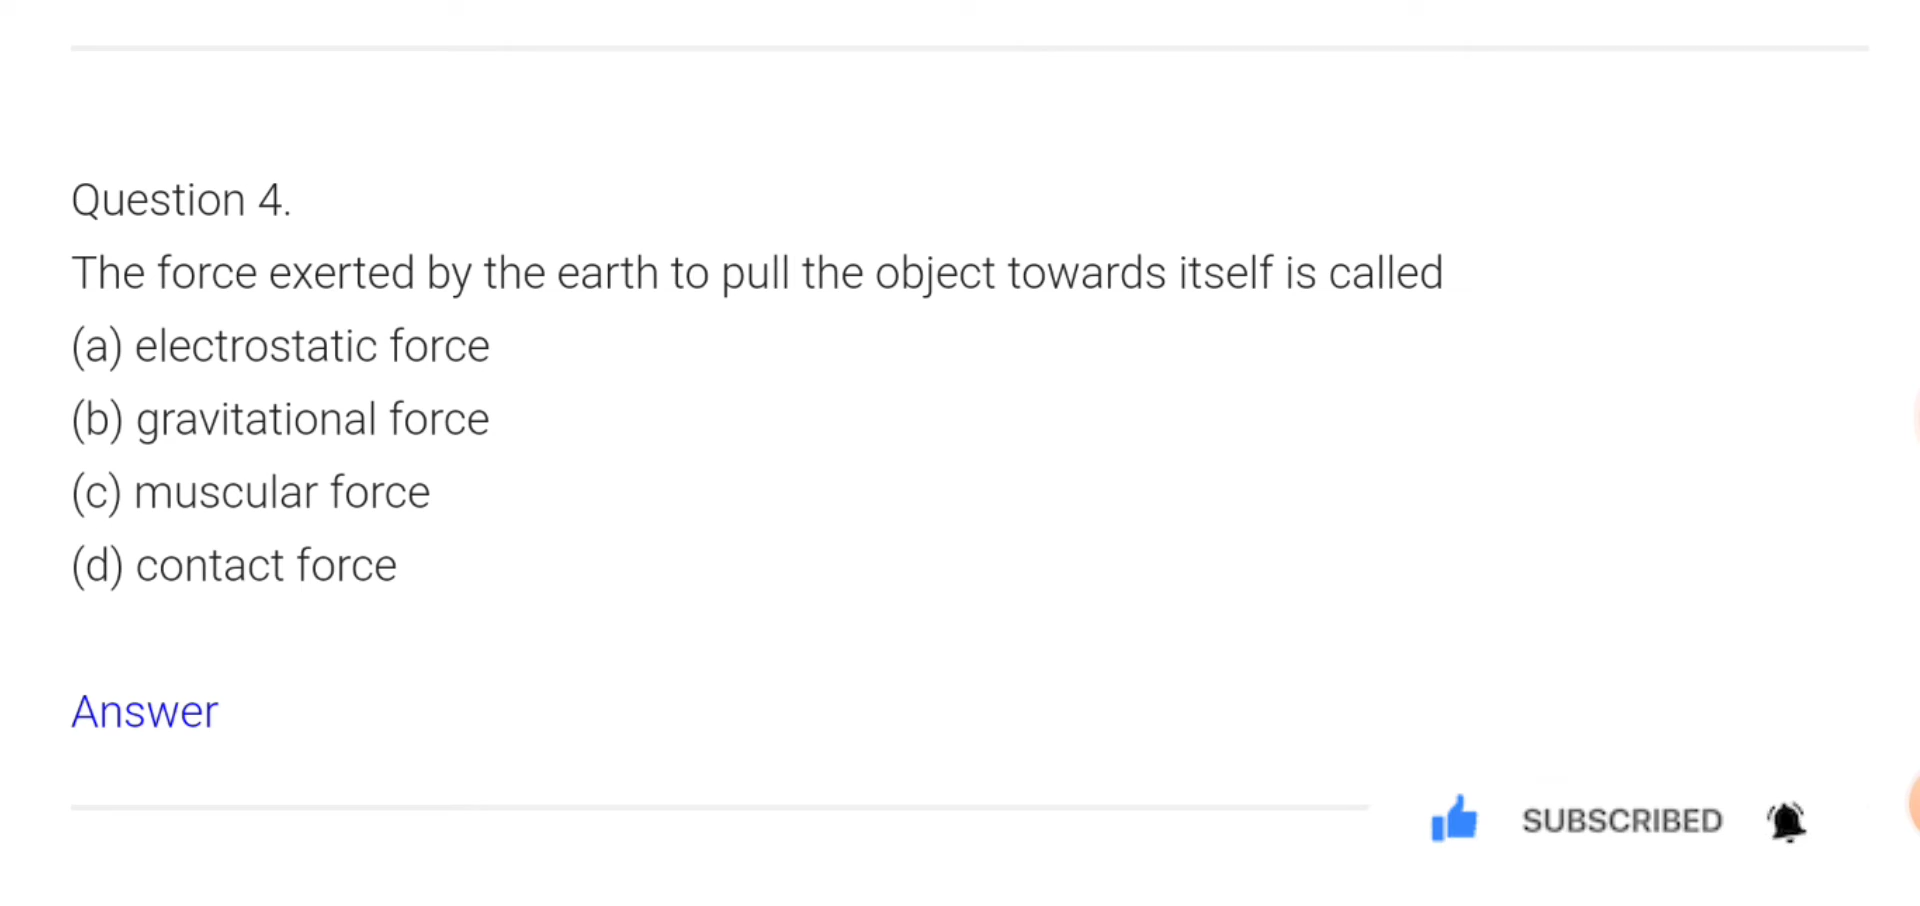 Question 4.
The force exerted by the earth to pull the object towards itself is called
(a) electrostatic force
(b) gravitational force
(c) muscular force
(d) contact force
Answer
SUBSCRIBED